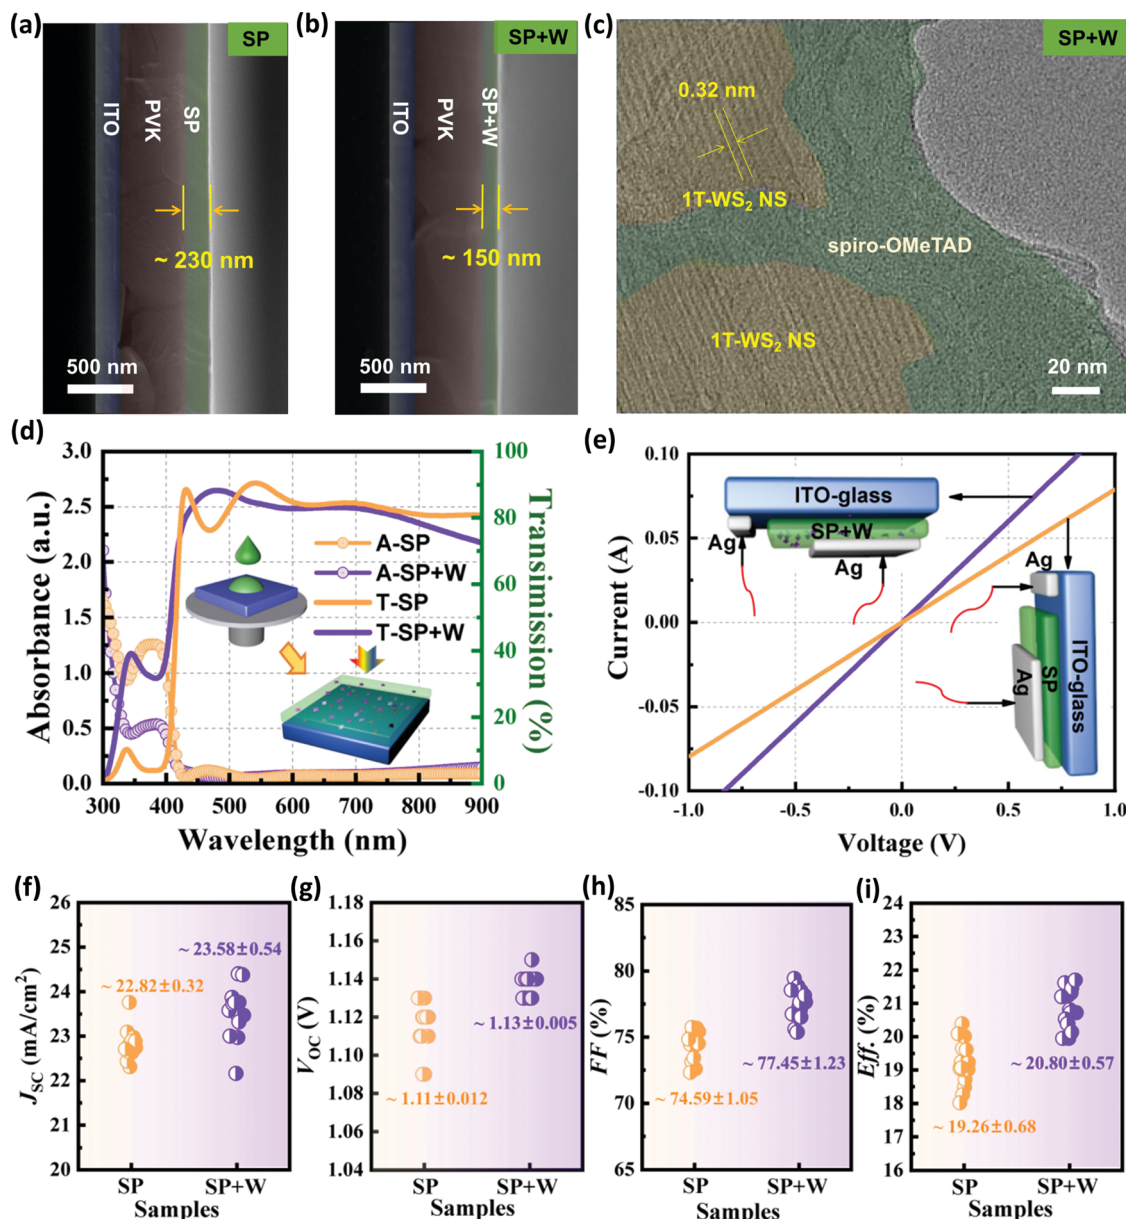 (a)
SP
ITO
PVK
SP
~ 230 nm
500 nm
(b)
SP+W
ITO
PVK
SP+W
~ 150 nm
500 nm
(c)
SP+W
0.32 nm
1T-WS₂ NS
spiro-OMeTAD
1T-WS₂ NS
20 nm
(d)
3.0
2.5
2.0
1.5
1.0
0.5
0.0
Absorbance (a.u.)
100
80
60
40
20
0
Transimission (%)
A-SP
A-SP+W
T-SP
T-SP+W
300 400 500 600 700 800 900
Wavelength (nm)
(e)
0.10
0.05
0.00
-0.05
-0.10
Current (A)
ITO-glass
SP+W
Ag
Ag
Ag
ITO-glass
SP
Ag
-1.0 -0.5 0.0 0.5 1.0
Voltage (V)
(f)
26
25
24
23
22
21
20
J_SC (mA/cm²)
~ 23.58±0.54
~ 22.82±0.32
SP SP+W
Samples
(g)
1.18
1.16
1.14
1.12
1.10
1.08
1.06
1.04
V_OC (V)
~ 1.13±0.005
~ 1.11±0.012
SP SP+W
Samples
(h)
85
80
75
70
65
FF (%)
~ 77.45±1.23
~ 74.59±1.05
SP SP+W
Samples
(i)
24
23
22
21
20
19
18
17
16
Eff. (%)
~ 20.80±0.57
~ 19.26±0.68
SP SP+W
Samples